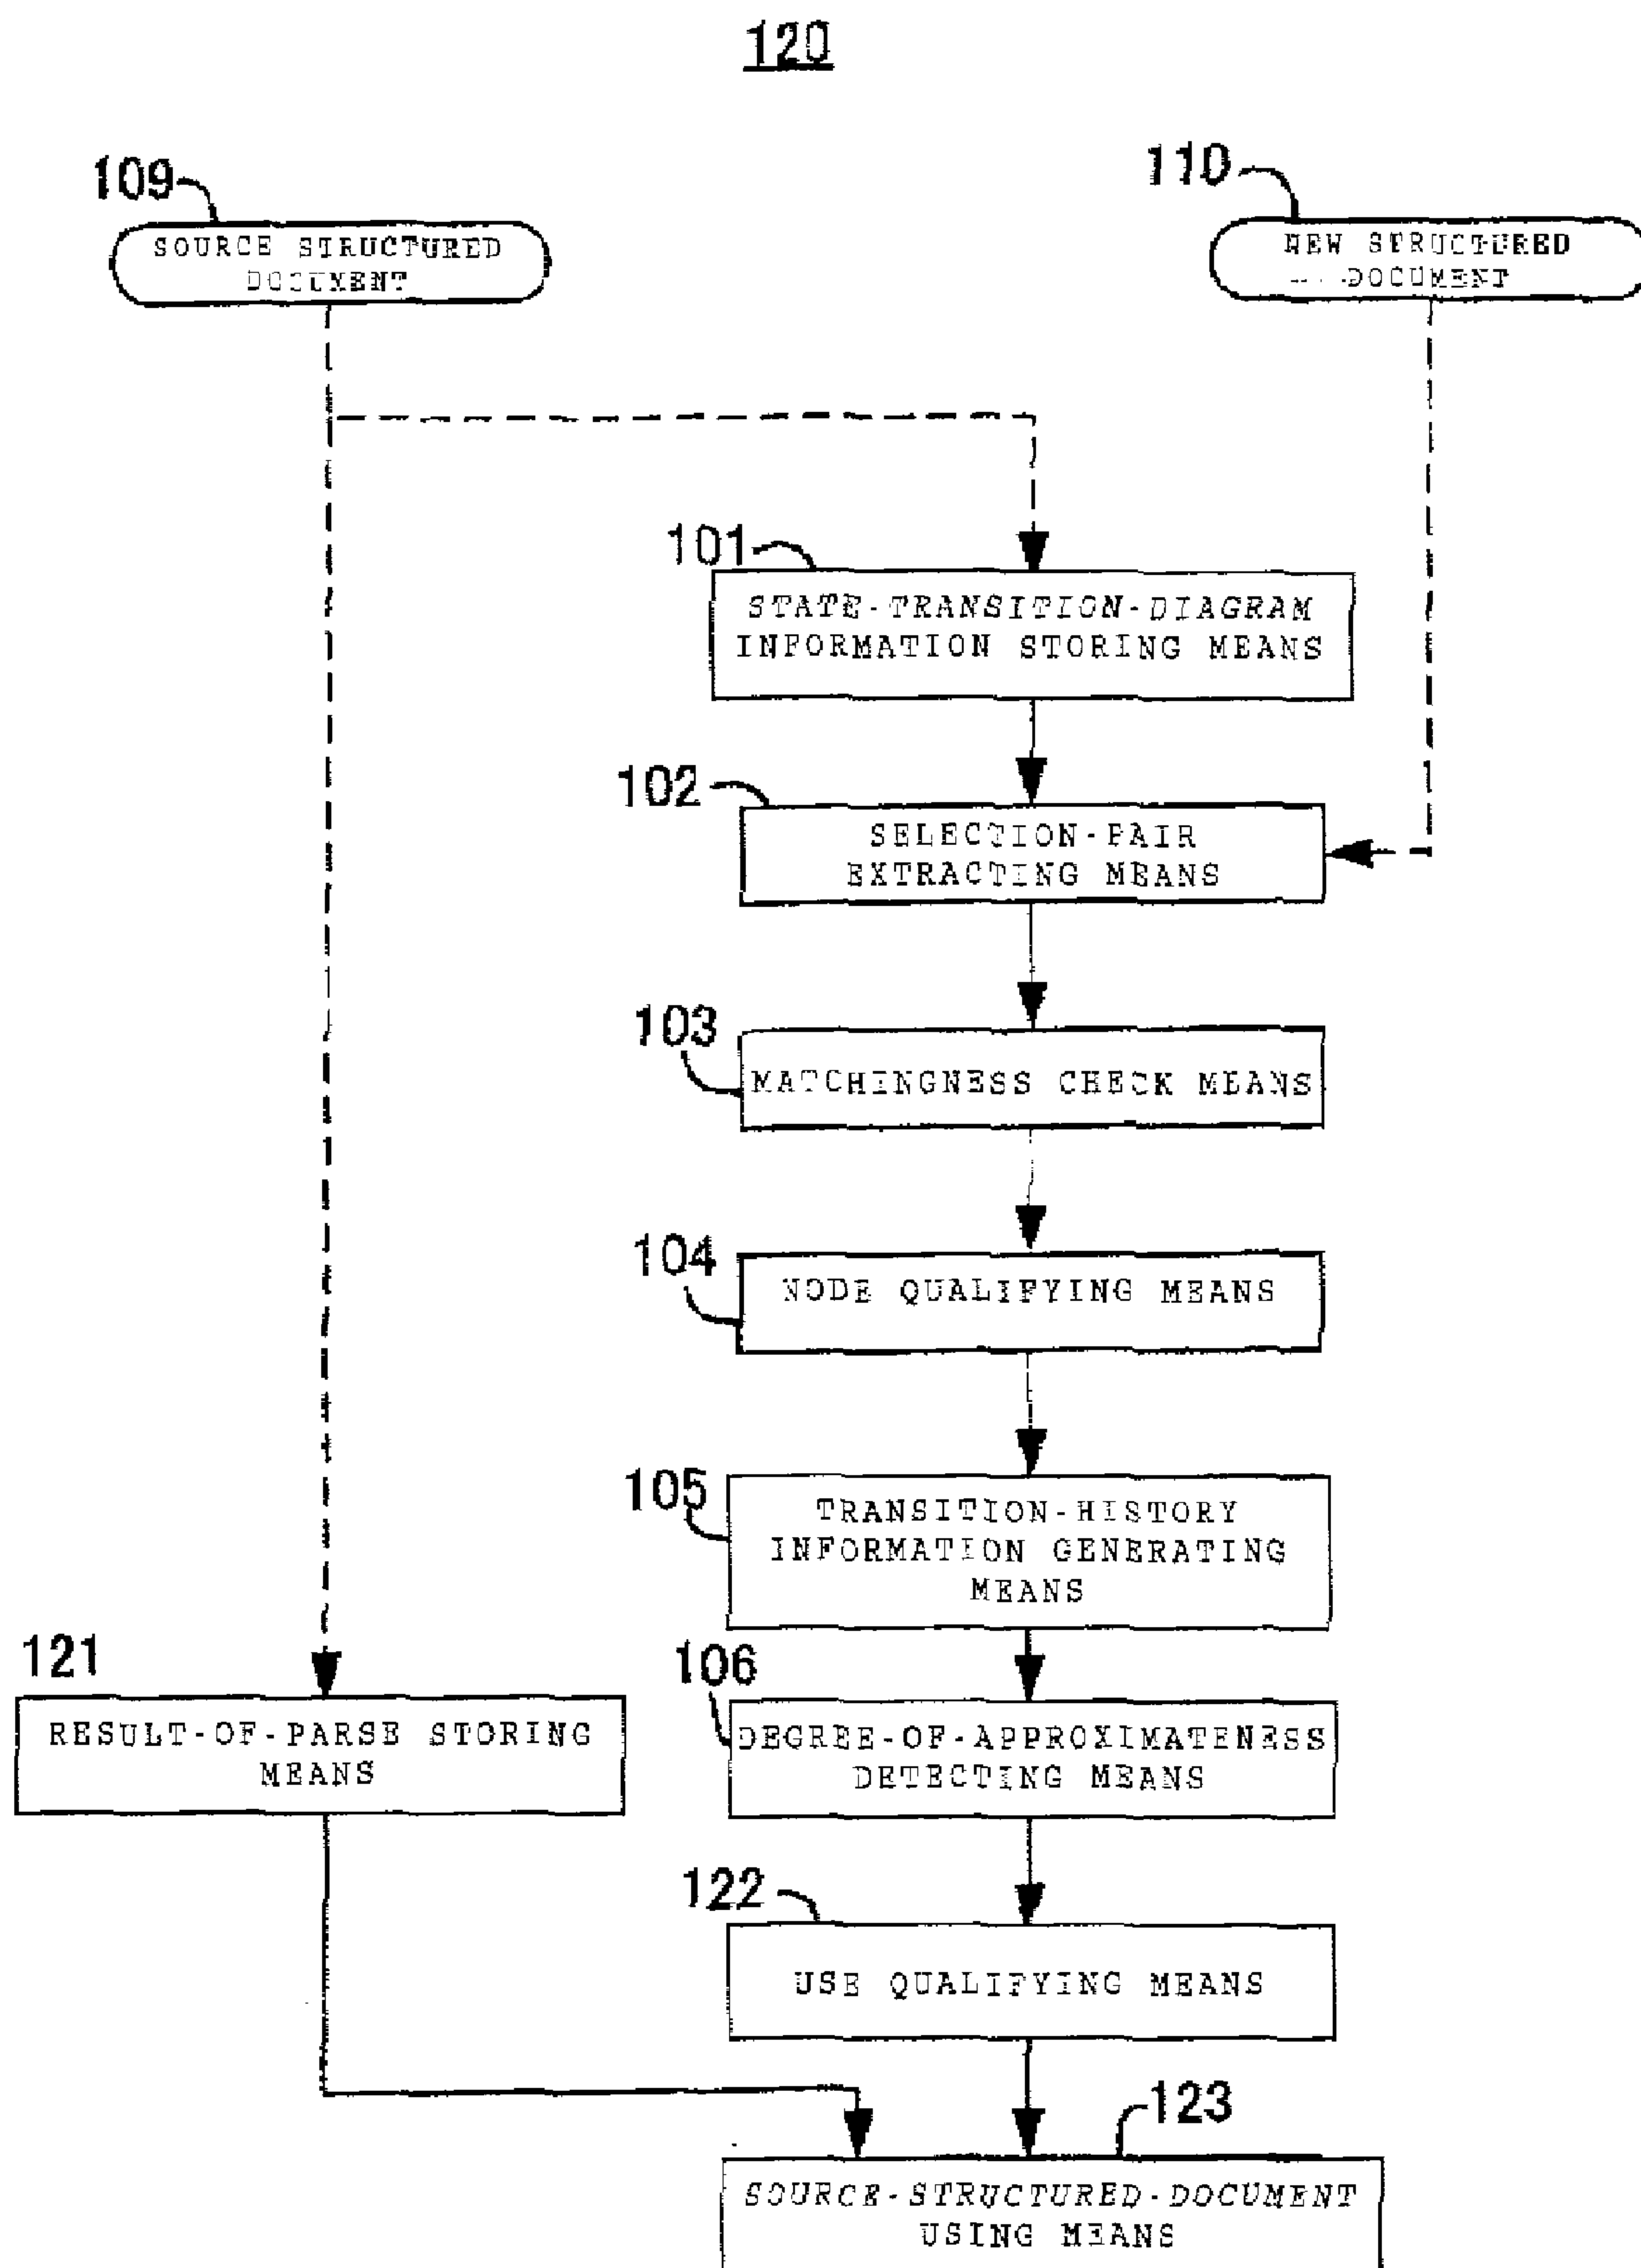 120
109
SOURCE STRUCTURED
DOCUMENT
110
NEW STRUCTURED
DOCUMENT
101
STATE-TRANSITION-DIAGRAM
INFORMATION STORING MEANS
102
SELECTION-PAIR
EXTRACTING MEANS
103
MATCHINGNESS CHECK MEANS
104
NODE QUALIFYING MEANS
105
TRANSITION-HISTORY
INFORMATION GENERATING
MEANS
121
RESULT-OF-PARSE STORING
MEANS
106
DEGREE-OF-APPROXIMATENESS
DETECTING MEANS
122
USE QUALIFYING MEANS
123
SOURCE-STRUCTURED-DOCUMENT
USING MEANS